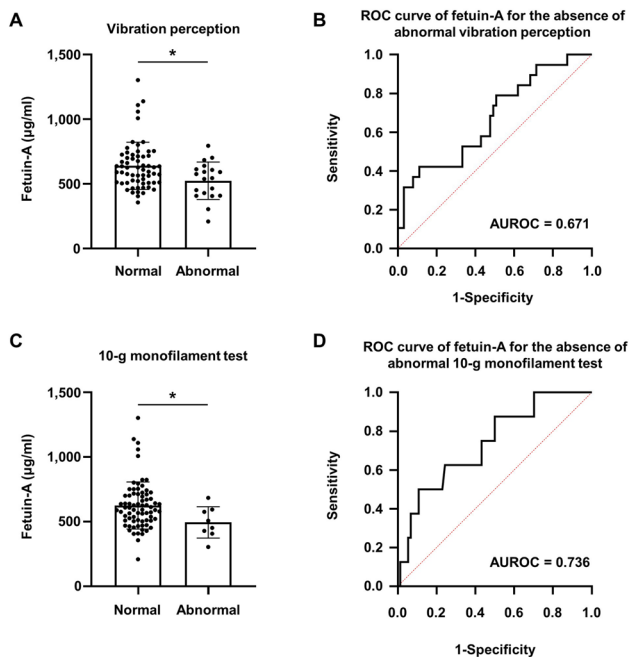 A
Vibration perception
*
1,500
1,000
500
0
Fetuin-A (μg/ml)
Normal
Abnormal
B
ROC curve of fetuin-A for the absence of
abnormal vibration perception
1.0
0.8
0.6
0.4
0.2
0.0
Sensitivity
AUROC = 0.671
0.0 0.2 0.4 0.6 0.8 1.0
1-Specificity
C
10-g monofilament test
*
1,500
1,000
500
0
Fetuin-A (μg/ml)
Normal
Abnormal
D
ROC curve of fetuin-A for the absence of
abnormal 10-g monofilament test
1.0
0.8
0.6
0.4
0.2
0.0
Sensitivity
AUROC = 0.736
0.0 0.2 0.4 0.6 0.8 1.0
1-Specificity